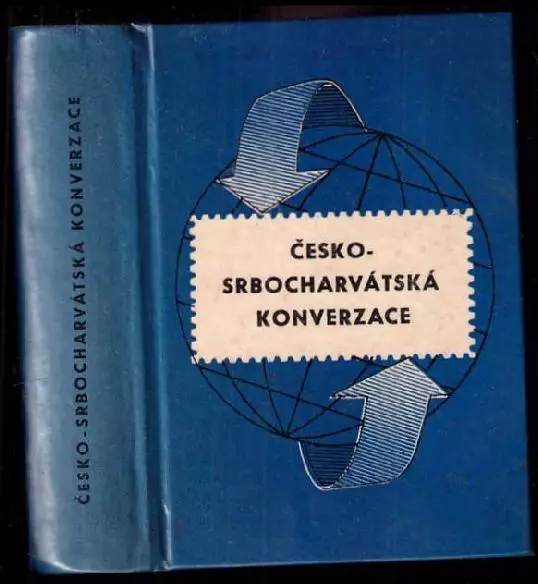 ČESKO-SRBOCHARVÁTSKÁ KONVERZACE
ČESKO-
SRBOCHARVÁTSKÁ
KONVERZACE